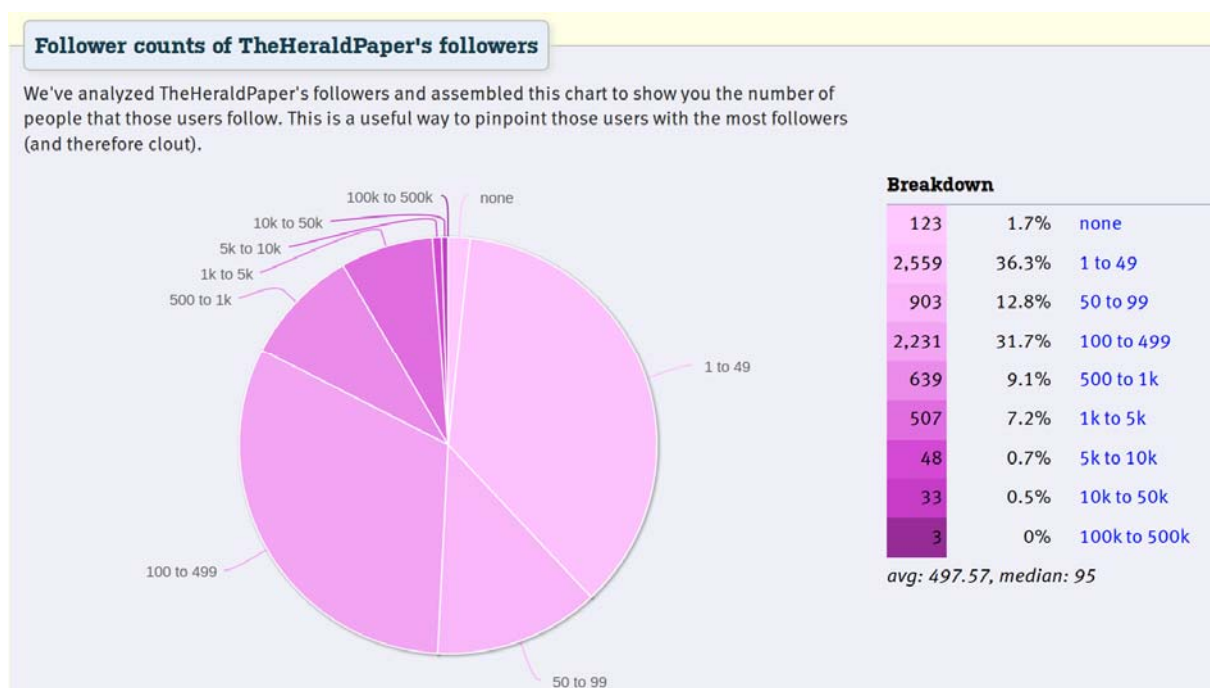 Follower counts of TheHeraldPaper's followers
We've analyzed TheHeraldPaper's followers and assembled this chart to show you the number of
people that those users follow. This is a useful way to pinpoint those users with the most followers
(and therefore clout).
100k to 500k
none
10k to 50k
5k to 10k
1k to 5k
500 to 1k
1 to 49
100 to 499
50 to 99
Breakdown
123 1.7% none
2,559 36.3% 1 to 49
903 12.8% 50 to 99
2,231 31.7% 100 to 499
639 9.1% 500 to 1k
507 7.2% 1k to 5k
48 0.7% 5k to 10k
33 0.5% 10k to 50k
3 0% 100k to 500k
avg: 497.57, median: 95